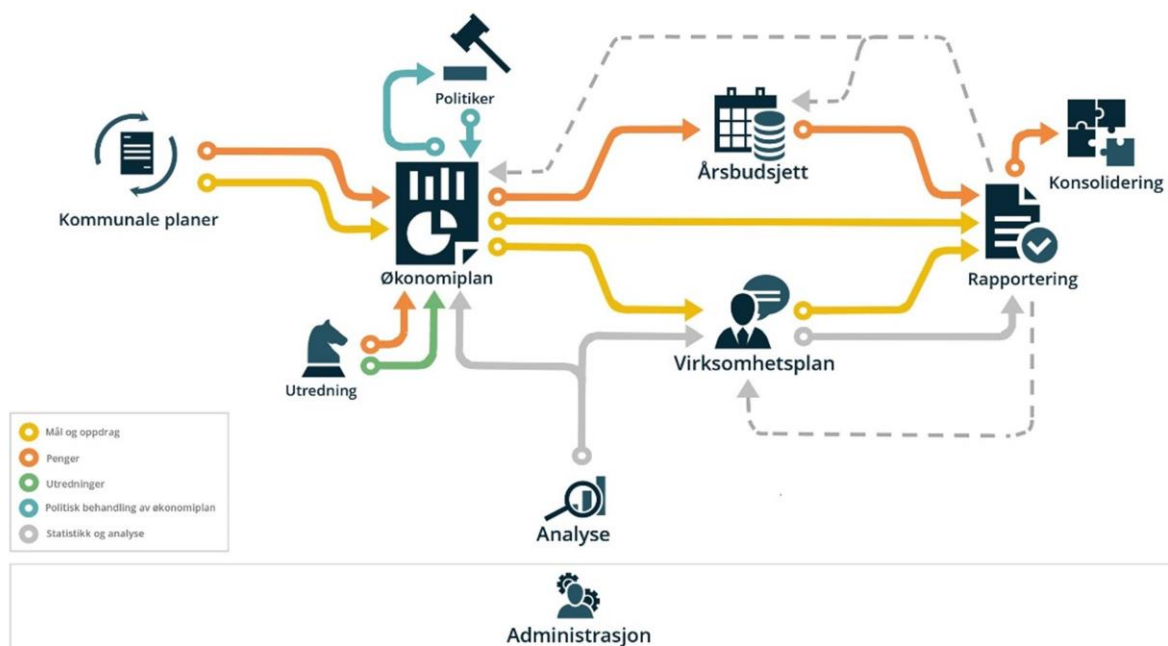 Politiker
Kommunale planer
Økonomiplan
Årsbudsjett
Konsolidering
Rapportering
Utredning
Virksomhetsplan
Mål og oppdrag
Penger
Utredninger
Politisk behandling av økonomiplan
Statistikk og analyse
Analyse
Administrasjon